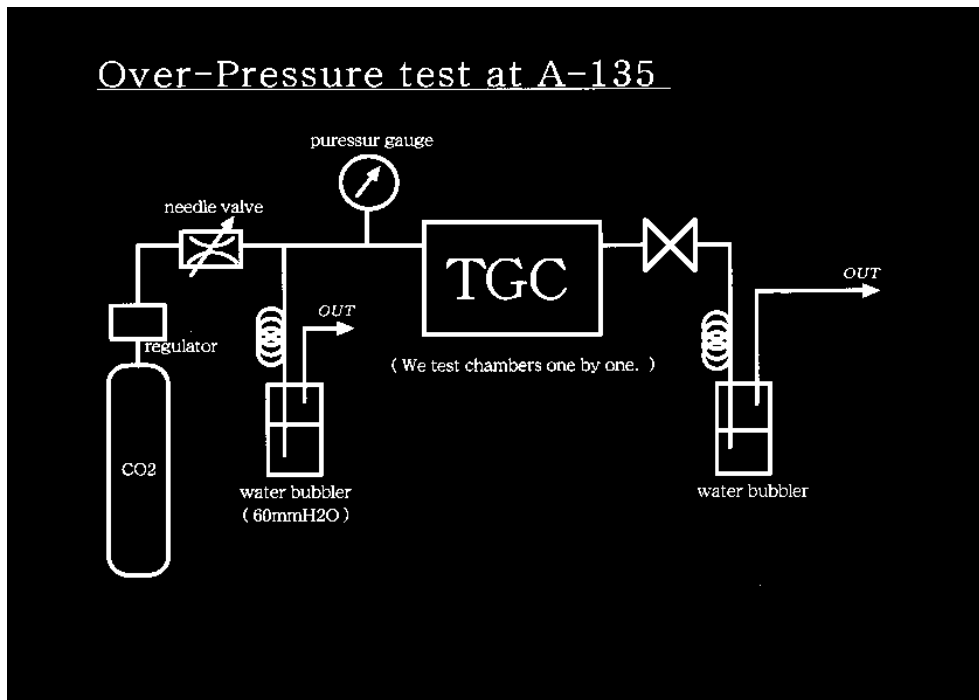 Over-Pressure test at A-135
puressur gauge
needle valve
TGC
OUT
OUT
regulator
( We test chambers one by one. )
CO2
water bubbler
( 60mmH2O )
water bubbler